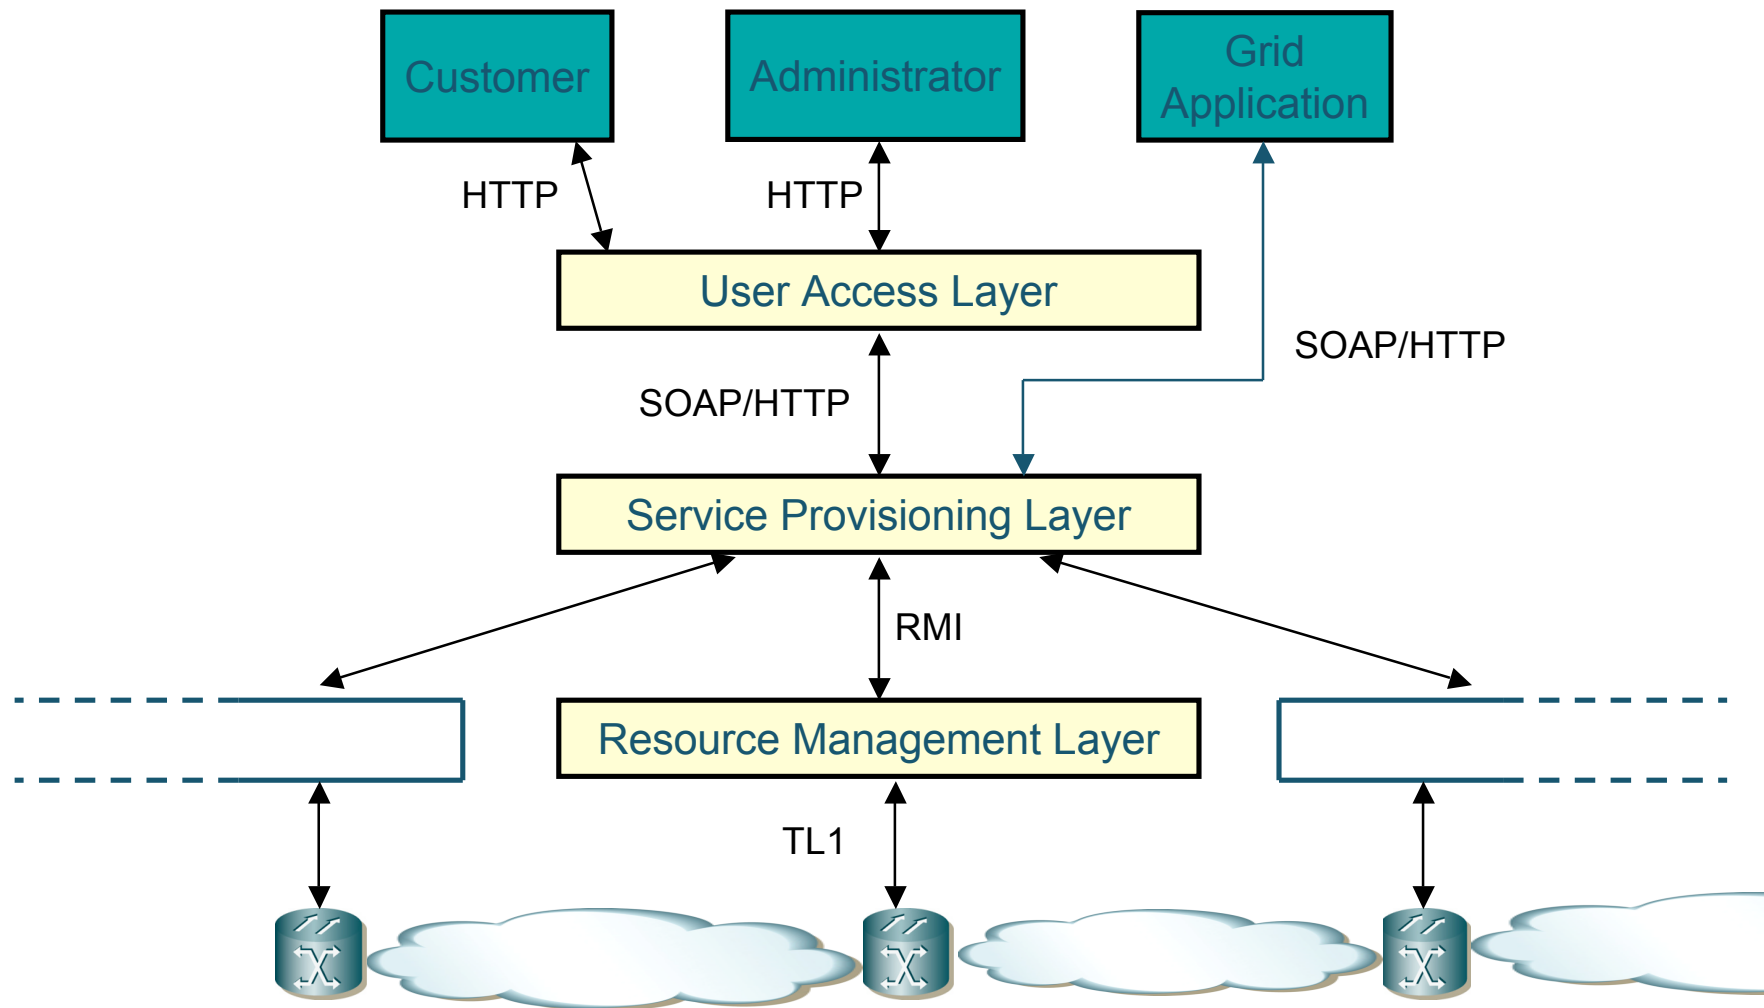 Customer
Administrator
Grid
Application
HTTP
HTTP
User Access Layer
SOAP/HTTP
SOAP/HTTP
Service Provisioning Layer
RMI
Resource Management Layer
TL1